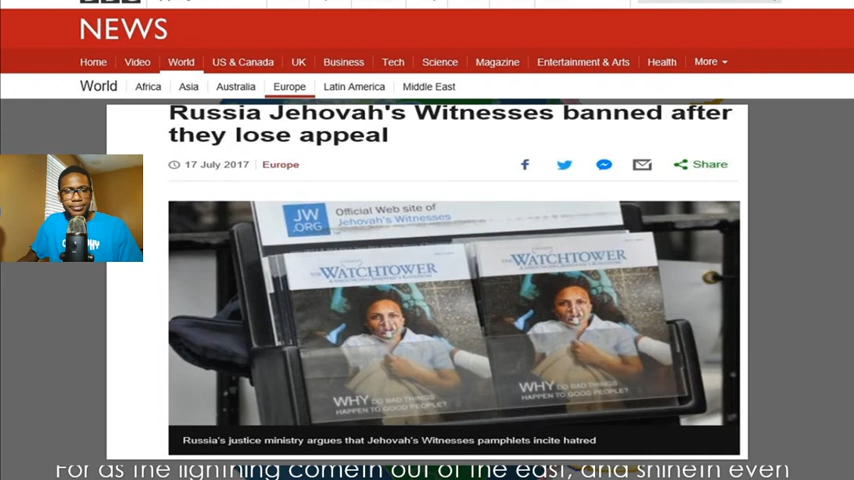 NEWS
Home Video World US & Canada UK Business Tech Science Magazine Entertainment & Arts Health More
World Africa Asia Australia Europe Latin America Middle East
Russia Jehovah's Witnesses banned after
they lose appeal
17 July 2017 Europe Share
JW
.ORG
Official Web site of
Jehovah's Witnesses
THE WATCHTOWER
WATCHTOWER
WHY DO BAD THINGS
HAPPEN TO GOOD PEOPLE?
WHY DO BAD THINGS
HAPPEN TO GOOD PEOPLE?
Russia's justice ministry argues that Jehovah's Witnesses pamphlets incite hatred
For as the lightning cometh out of the east, and shineth even